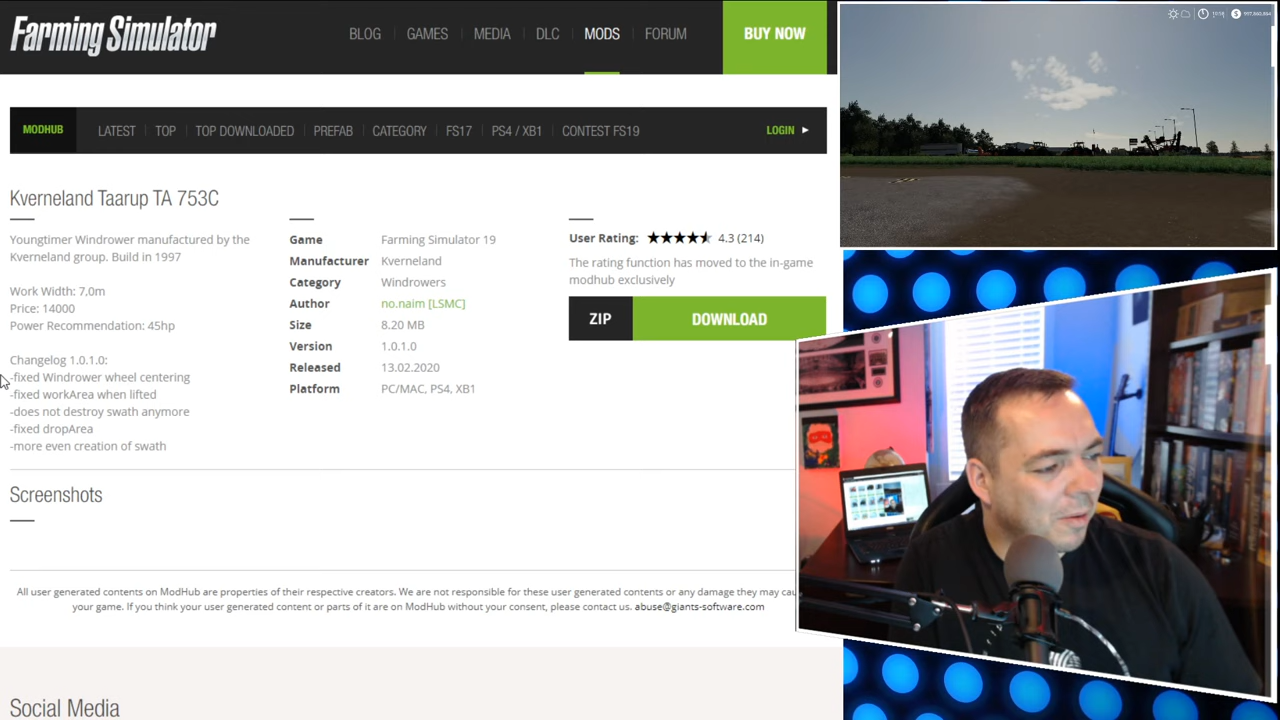 Farming Simulator
BLOG GAMES MEDIA DLC MODS FORUM BUY NOW
MODHUB LATEST TOP TOP DOWNLOADED PREFAB CATEGORY FS17 PS4 / XB1 CONTEST FS19 LOGIN
Kverneland Taarup TA 753C
Youngtimer Windrower manufactured by the
Kverneland group. Build in 1997
Work Width: 7,0m
Price: 14000
Power Recommendation: 45hp
Changelog 1.0.1.0:
-fixed Windrower wheel centering
-fixed workArea when lifted
-does not destroy swath anymore
-fixed dropArea
-more even creation of swath
Game Farming Simulator 19
Manufacturer Kverneland
Category Windrowers
Author no.naim [LSMC]
Size 8.20 MB
Version 1.0.1.0
Released 13.02.2020
Platform PC/MAC, PS4, XB1
User Rating: 4.3 (214)
The rating function has moved to the in-game
modhub exclusively
ZIP DOWNLOAD
Screenshots
All user generated contents on ModHub are properties of their respective creators. We are not responsible for these user generated contents or any damage they may cau
your game. If you think your user generated content or parts of it are on ModHub without your consent, please contact us. abuse@giants-software.com
Social Media